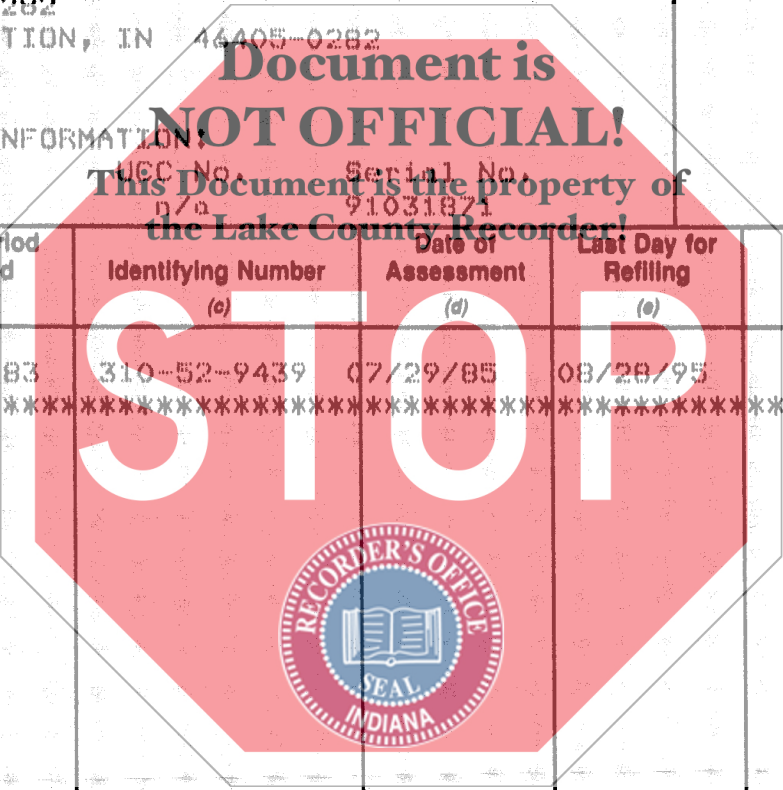 282
TION, IN 46405-0282
Document is
NOT OFFICIAL!
NFORMATION:
UCC No. Serial No.
This Document is the property of
n/a 91031871
the Lake County Recorder!
riod Date of Last Day for
d Identifying Number Assessment Refiling
(c) (d) (e)
STOP
83 310-52-9439 07/29/85 08/28/95
RECORDER'S OFFICE
SEAL
INDIANA